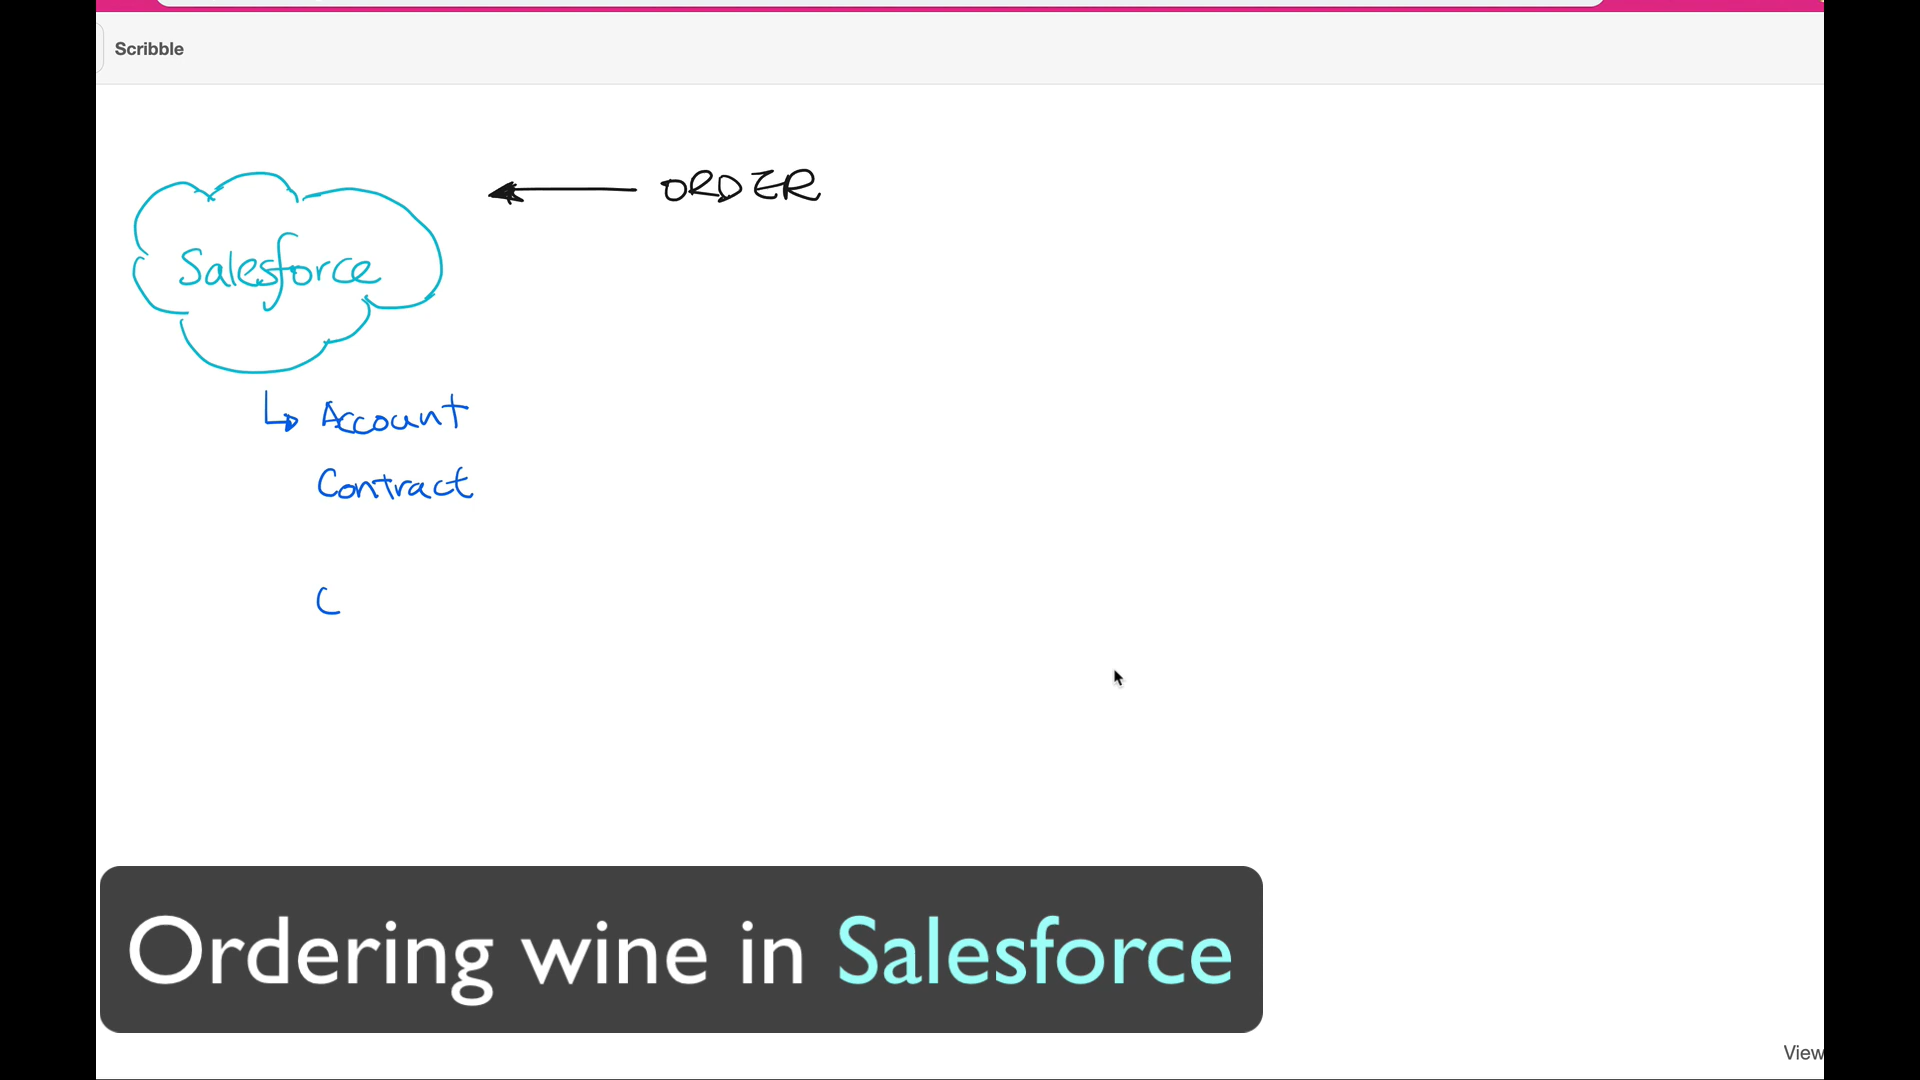 Scribble
ORDER
Salesforce
Account
Contract
C
Ordering wine in Salesforce
View